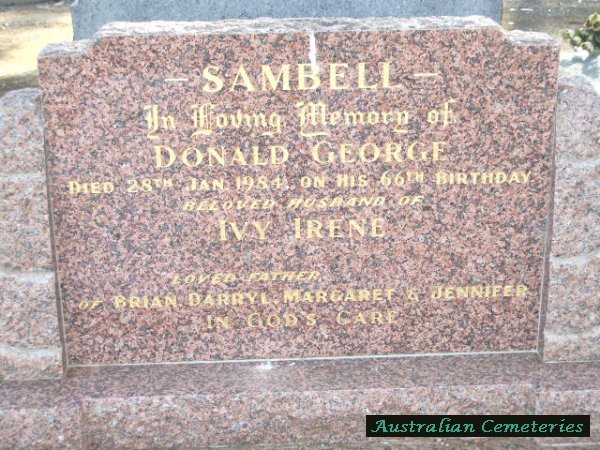 — SAMBELL —
In Loving Memory of
DONALD GEORGE
DIED 28TH JAN. 1984. ON HIS 66TH BIRTHDAY.
BELOVED HUSBAND OF
IVY IRENE
LOVED FATHER
OF BRIAN, DARRYL, MARGARET & JENNIFER
IN GOD'S CARE
Australian Cemeteries